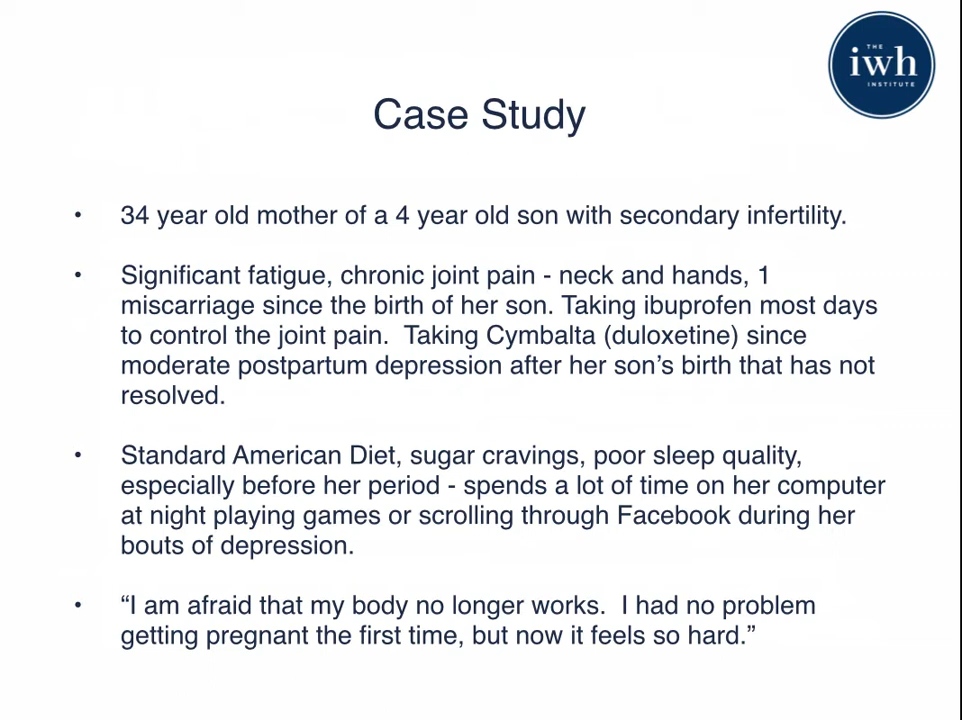 THE
iwh
INSTITUTE
Case Study
• 34 year old mother of a 4 year old son with secondary infertility.
• Significant fatigue, chronic joint pain - neck and hands, 1
miscarriage since the birth of her son. Taking ibuprofen most days
to control the joint pain.  Taking Cymbalta (duloxetine) since
moderate postpartum depression after her son’s birth that has not
resolved.
• Standard American Diet, sugar cravings, poor sleep quality,
especially before her period - spends a lot of time on her computer
at night playing games or scrolling through Facebook during her
bouts of depression.
• “I am afraid that my body no longer works.  I had no problem
getting pregnant the first time, but now it feels so hard.”